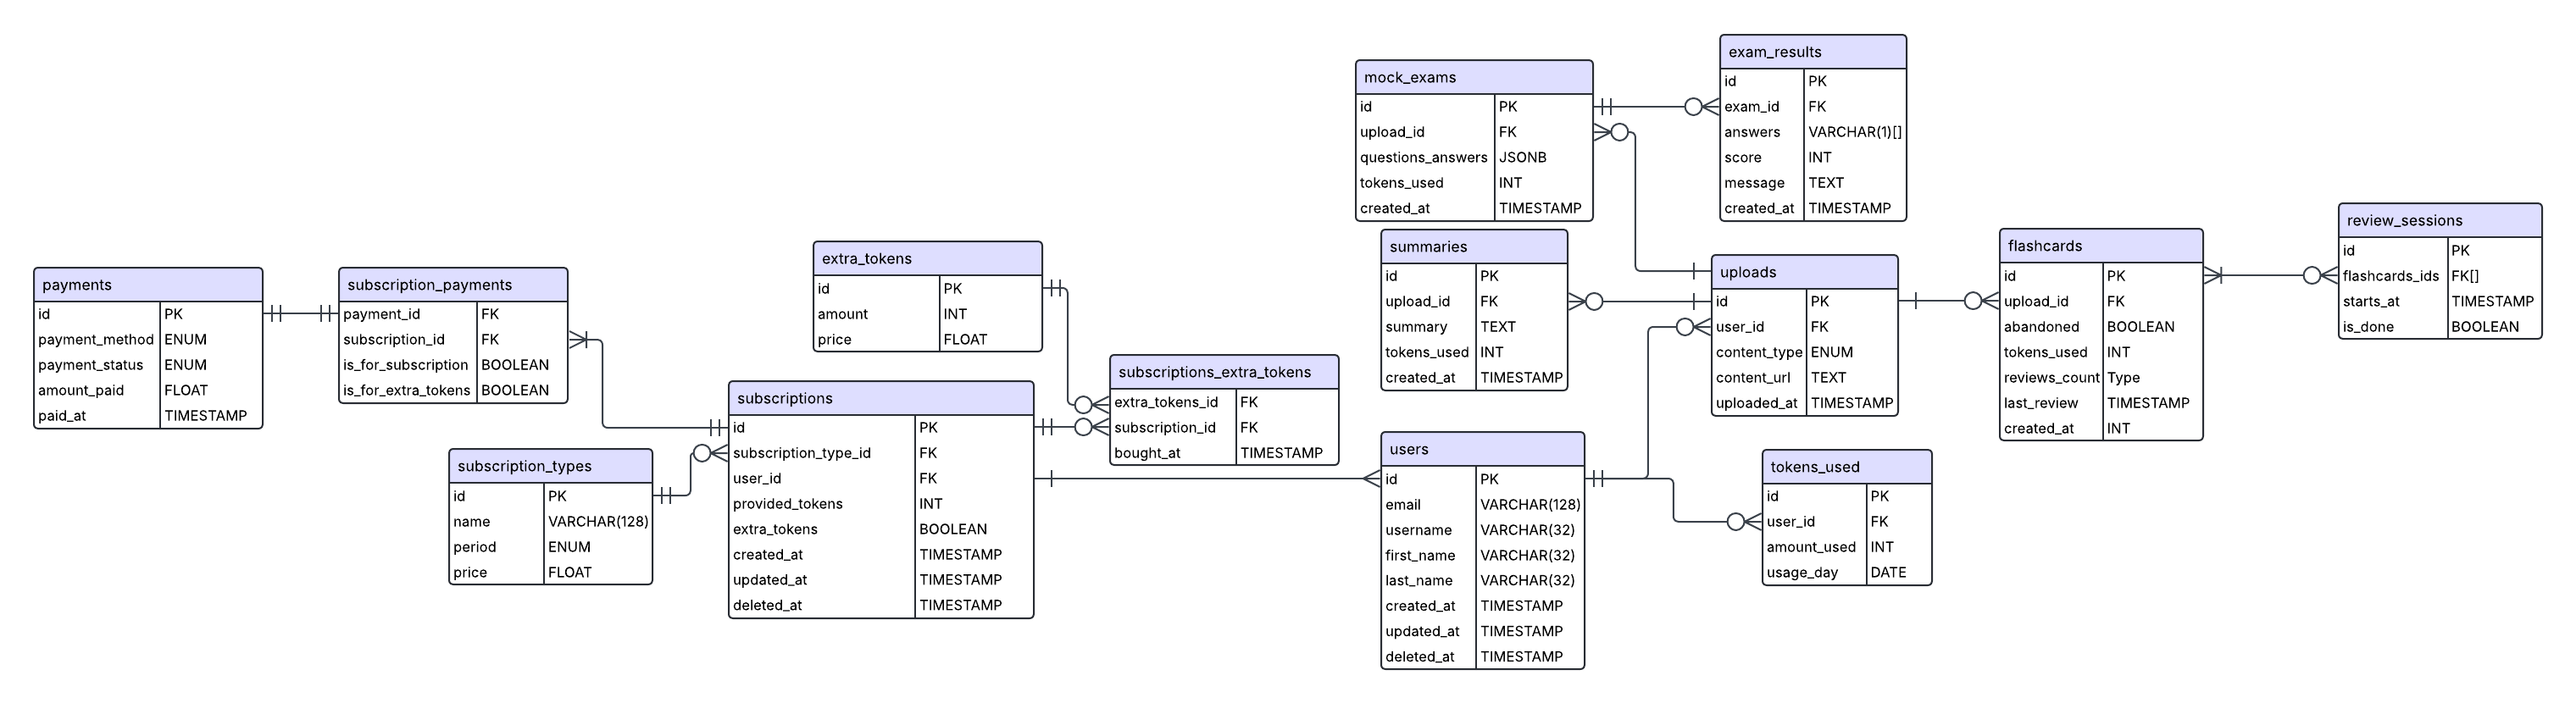 payments
id PK
payment_method ENUM
payment_status ENUM
amount_paid FLOAT
paid_at TIMESTAMP
subscription_payments
payment_id FK
subscription_id FK
is_for_subscription BOOLEAN
is_for_extra_tokens BOOLEAN
subscription_types
id PK
name VARCHAR(128)
period ENUM
price FLOAT
extra_tokens
id PK
amount INT
price FLOAT
subscriptions
id PK
subscription_type_id FK
user_id FK
provided_tokens INT
extra_tokens BOOLEAN
created_at TIMESTAMP
updated_at TIMESTAMP
deleted_at TIMESTAMP
subscriptions_extra_tokens
extra_tokens_id FK
subscription_id FK
bought_at TIMESTAMP
mock_exams
id PK
upload_id FK
questions_answers JSONB
tokens_used INT
created_at TIMESTAMP
summaries
id PK
upload_id FK
summary TEXT
tokens_used INT
created_at TIMESTAMP
users
id PK
email VARCHAR(128)
username VARCHAR(32)
first_name VARCHAR(32)
last_name VARCHAR(32)
created_at TIMESTAMP
updated_at TIMESTAMP
deleted_at TIMESTAMP
exam_results
id PK
exam_id FK
answers VARCHAR(1)[]
score INT
message TEXT
created_at TIMESTAMP
uploads
id PK
user_id FK
content_type ENUM
content_url TEXT
uploaded_at TIMESTAMP
tokens_used
id PK
user_id FK
amount_used INT
usage_day DATE
flashcards
id PK
upload_id FK
abandoned BOOLEAN
tokens_used INT
reviews_count Type
last_review TIMESTAMP
created_at INT
review_sessions
id PK
flashcards_ids FK[]
starts_at TIMESTAMP
is_done BOOLEAN